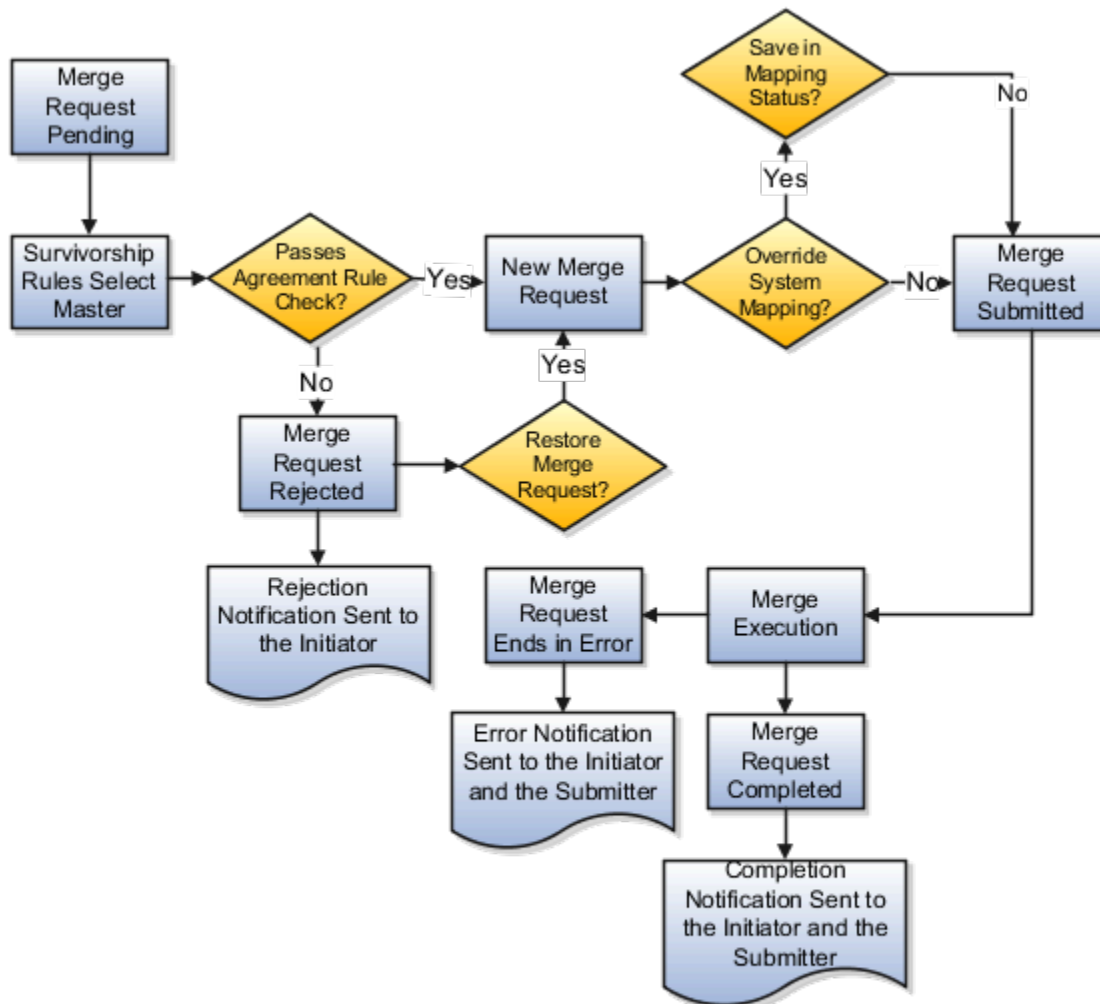 Merge
Request
Pending
Survivorship
Rules Select
Master
Passes
Agreement Rule
Check?
Yes
No
New Merge
Request
Override
System
Mapping?
Yes
No
Save in
Mapping
Status?
No
Merge
Request
Submitted
Merge
Request
Rejected
Restore
Merge
Request?
Yes
Rejection
Notification Sent to
the Initiator
Merge
Execution
Merge
Request
Ends in Error
Error Notification
Sent to the Initiator
and the Submitter
Merge
Request
Completed
Completion
Notification Sent to
the Initiator and the
Submitter